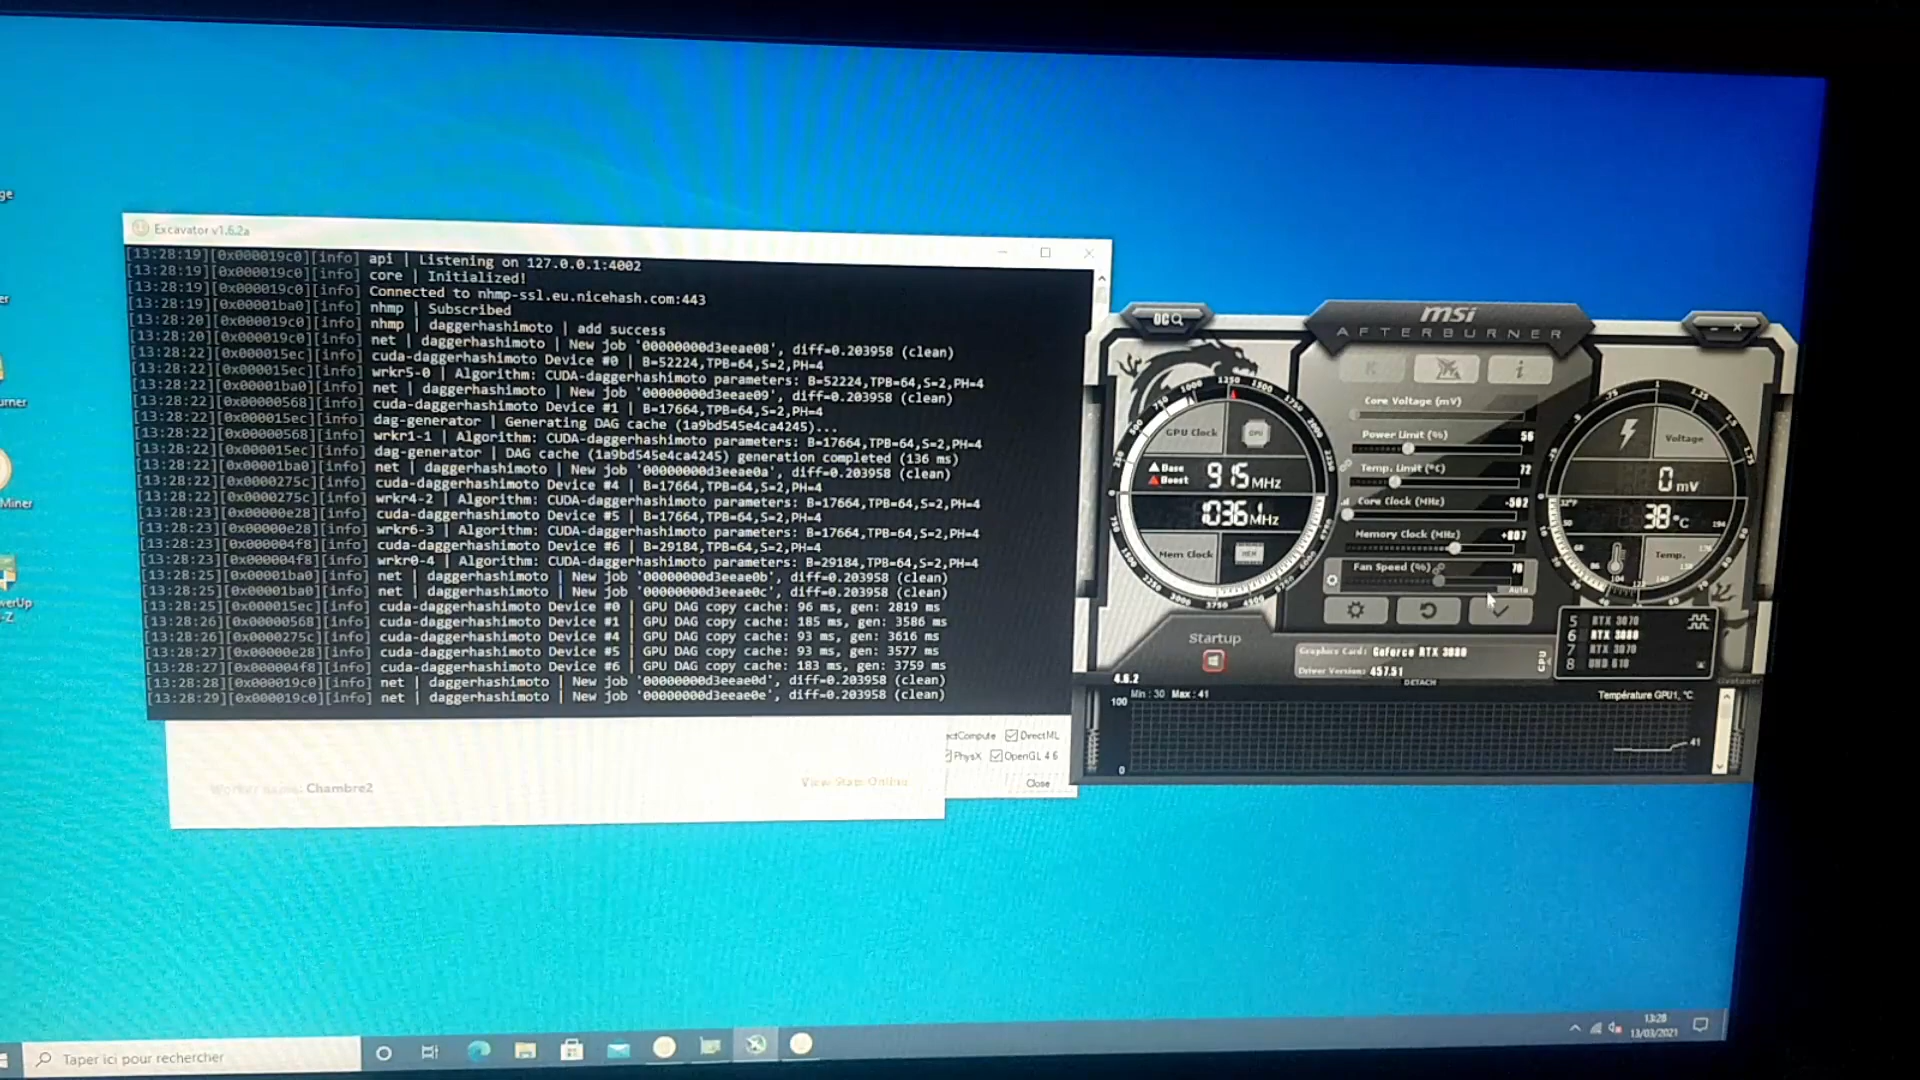 ge
er
Excavator v1.6.2a
[13:28:19][0x000019c0][info] api | Listening on 127.0.0.1:4002
[13:28:19][0x000019c0][info] core | Initialized!
[13:28:19][0x000019c0][info] Connected to nhmp-ssl.eu.nicehash.com:443
[13:28:19][0x00001ba0][info] nhmp | Subscribed
[13:28:20][0x000019c0][info] nhmp | daggerhashimoto | add success
[13:28:20][0x000019c0][info] net | daggerhashimoto | New job '00000000d3eeae08', diff=0.203958 (clean)
[13:28:22][0x000015ec][info] cuda-daggerhashimoto Device #0 | B=52224,TPB=64,S=2,PH=4
[13:28:22][0x000015ec][info] wrkr5-0 | Algorithm: CUDA-daggerhashimoto parameters: B=52224,TPB=64,S=2,PH=4
[13:28:22][0x00001ba0][info] net | daggerhashimoto | New job '00000000d3eeae09', diff=0.203958 (clean)
[13:28:22][0x00000568][info] cuda-daggerhashimoto Device #1 | B=17664,TPB=64,S=2,PH=4
[13:28:22][0x000015ec][info] dag-generator | Generating DAG cache (1a9bd545e4ca4245)...
[13:28:22][0x00000568][info] wrkr1-1 | Algorithm: CUDA-daggerhashimoto parameters: B=17664,TPB=64,S=2,PH=4
[13:28:22][0x000015ec][info] dag-generator | DAG cache (1a9bd545e4ca4245) generation completed (136 ms)
[13:28:22][0x00001ba0][info] net | daggerhashimoto | New job '00000000d3eeae0a', diff=0.203958 (clean)
[13:28:22][0x0000275c][info] cuda-daggerhashimoto Device #4 | B=17664,TPB=64,S=2,PH=4
[13:28:22][0x0000275c][info] wrkr4-2 | Algorithm: CUDA-daggerhashimoto parameters: B=17664,TPB=64,S=2,PH=4
[13:28:23][0x00000e28][info] cuda-daggerhashimoto Device #5 | B=17664,TPB=64,S=2,PH=4
[13:28:23][0x00000e28][info] wrkr6-3 | Algorithm: CUDA-daggerhashimoto parameters: B=17664,TPB=64,S=2,PH=4
[13:28:23][0x000004f8][info] cuda-daggerhashimoto Device #6 | B=29184,TPB=64,S=2,PH=4
[13:28:23][0x000004f8][info] wrkr0-4 | Algorithm: CUDA-daggerhashimoto parameters: B=29184,TPB=64,S=2,PH=4
[13:28:25][0x00001ba0][info] net | daggerhashimoto | New job '00000000d3eeae0b', diff=0.203958 (clean)
[13:28:25][0x00001ba0][info] net | daggerhashimoto | New job '00000000d3eeae0c', diff=0.203958 (clean)
[13:28:25][0x000015ec][info] cuda-daggerhashimoto Device #0 | GPU DAG copy cache: 96 ms, gen: 2819 ms
[13:28:26][0x00000568][info] cuda-daggerhashimoto Device #1 | GPU DAG copy cache: 185 ms, gen: 3586 ms
[13:28:26][0x0000275c][info] cuda-daggerhashimoto Device #4 | GPU DAG copy cache: 93 ms, gen: 3616 ms
[13:28:27][0x00000e28][info] cuda-daggerhashimoto Device #5 | GPU DAG copy cache: 93 ms, gen: 3577 ms
[13:28:27][0x000004f8][info] cuda-daggerhashimoto Device #6 | GPU DAG copy cache: 183 ms, gen: 3759 ms
[13:28:28][0x000019c0][info] net | daggerhashimoto | New job '00000000d3eeae0d', diff=0.203958 (clean)
[13:28:29][0x000019c0][info] net | daggerhashimoto | New job '00000000d3eeae0e', diff=0.203958 (clean)
urner
Miner
werUp
-Z
ectCompute DirectML
PhysX OpenGL 4.6
Close
Worker name: Chambre2
View Stats Online
OC
msi
AFTERBURNER
GPU Clock
GPU
Base
Boost
915 MHz
1036 MHz
Mem Clock
MEM
Core Voltage (mV)
Power Limit (%) 56
Temp. Limit (°C) 72
Core Clock (MHz) -502
Memory Clock (MHz) +807
Fan Speed (%) 70
Auto
Voltage
0 mV
38 °C
Temp.
Startup
Graphics Card: GeForce RTX 3080
Driver Version: 457.51
DETACH
GPU
5 RTX 3070
6 RTX 3080
7 RTX 3070
8 UHD 610
4.6.2
Min : 30 Max : 41
Température GPU1, °C
100
41
0
Taper ici pour rechercher
13:28
13/03/2021